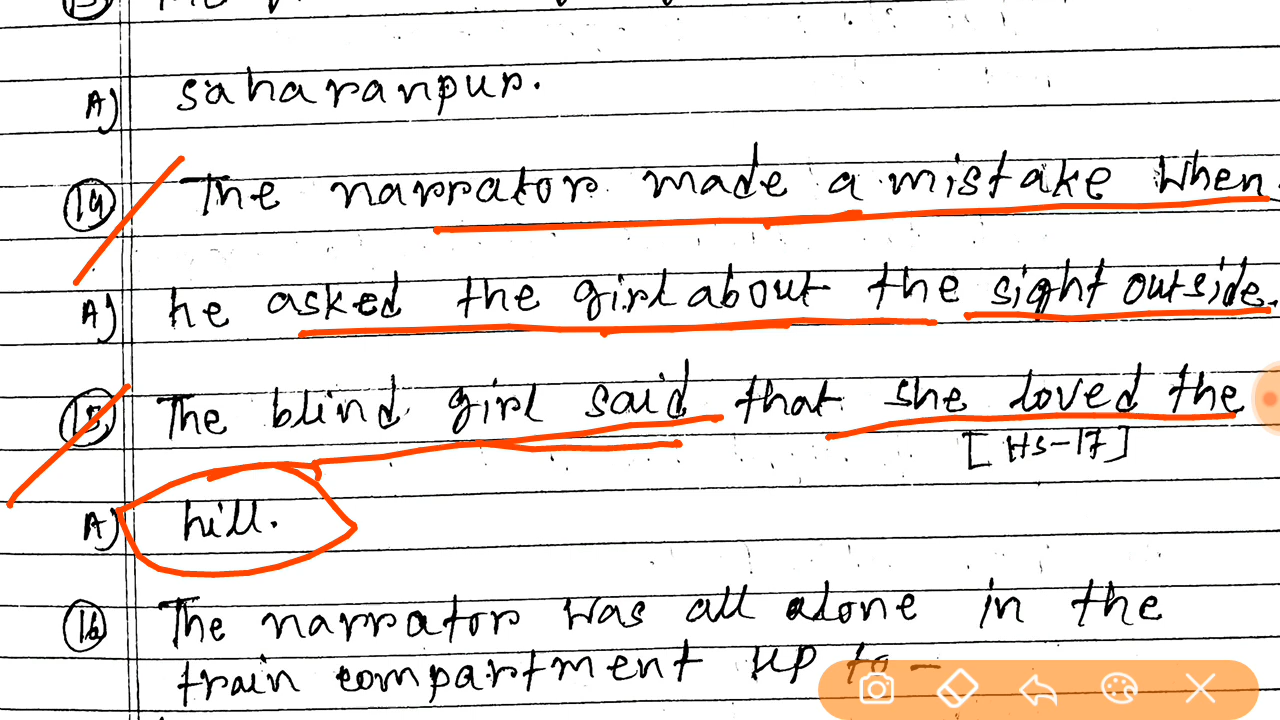 13
A) saharanpur.
14 The narrator made a mistake When
A) he asked the girl about the sight outside.
15 The blind girl said that she loved the
[HS-17]
A) hill.
16 The narrator was all alone in the
train compartment up to –